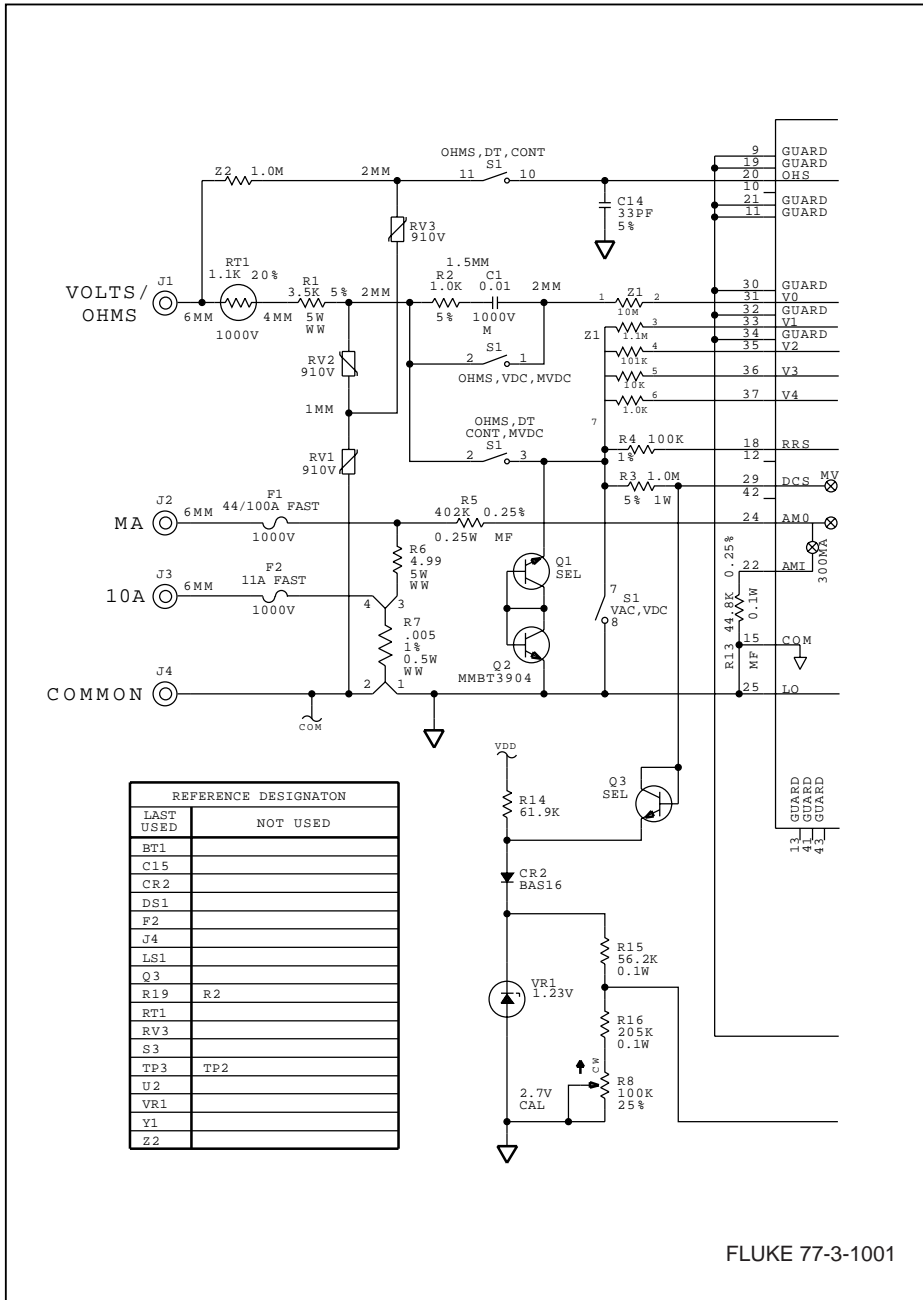 OHMS,DT,CONT
S1
11 10
Z2 1.0M
2MM
9 GUARD
19 GUARD
20 OHS
10
21 GUARD
11 GUARD
C14
33PF
5%
RV3
910V
RT1
1.1K 20%
1000V
J1
VOLTS/
OHMS
6MM
4MM
R1
3.5K 5%
5W
WW
2MM
1.5MM
R2
1.0K
5%
C1
0.01
1000V
M
2MM
S1
2 1
OHMS,VDC,MVDC
1 Z1 2
10M
30 GUARD
31 V0
32 GUARD
33 V1
34 GUARD
35 V2
36 V3
37 V4
Z1
3
1.1M
4
101K
5
10K
6
1.0K
7
RV2
910V
1MM
RV1
910V
OHMS,DT
CONT,MVDC
S1
2 3
R4 100K
1%
18 RRS
12
R3 1.0M
5% 1W
29 DCS
MV
42
J2
MA
6MM
F1
44/100A FAST
1000V
R5
402K 0.25%
0.25W MF
24 AM0
R6
4.99
5W
WW
300MA
22 AMI
R13 44.8K 0.25%
MF 0.1W
J3
10A
6MM
F2
11A FAST
1000V
4 3
R7
.005
1%
0.5W
WW
2 1
Q1
SEL
Q2
MMBT3904
7
S1
VAC,VDC
8
15 COM
25 LO
J4
COMMON
COM
VDD
R14
61.9K
Q3
SEL
GUARD
GUARD
GUARD
13
41
43
CR2
BAS16
VR1
1.23V
R15
56.2K
0.1W
R16
205K
0.1W
CW
R8
100K
25%
2.7V
CAL
REFERENCE DESIGNATON
LAST USED NOT USED
BT1
C15
CR2
DS1
F2
J4
LS1
Q3
R19 R2
RT1
RV3
S3
TP3 TP2
U2
VR1
Y1
Z2
FLUKE 77-3-1001